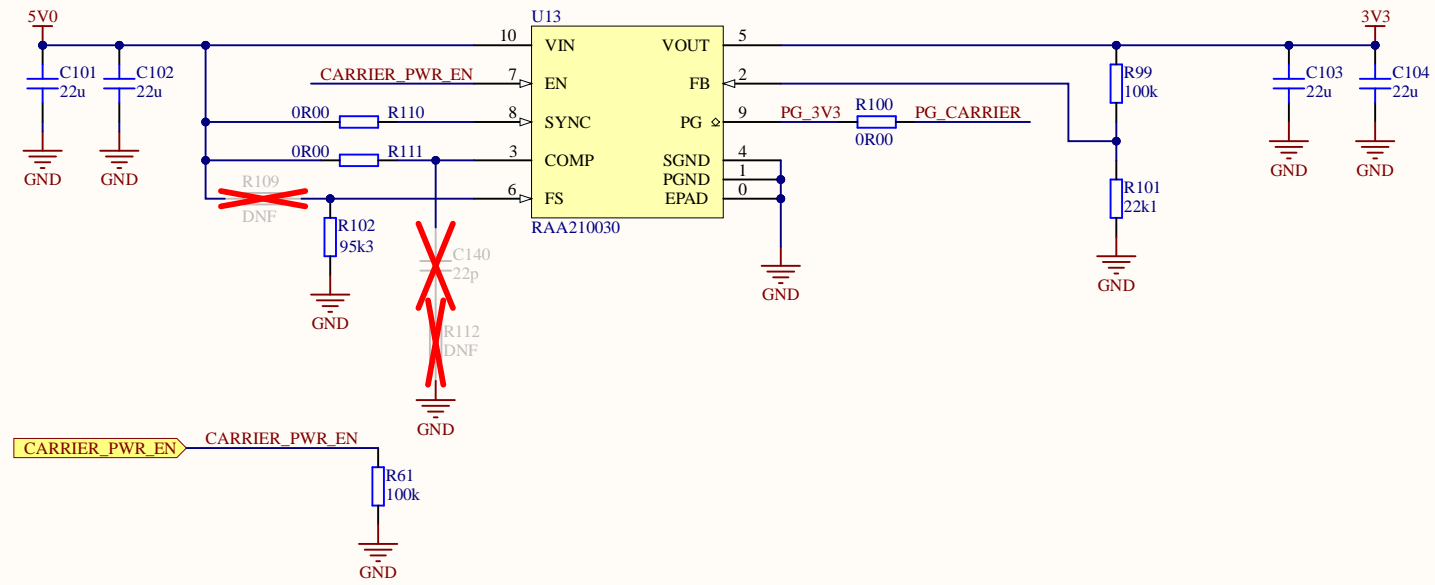 5V0
U13
3V3
10
VIN
VOUT
5
C101
22u
C102
22u
CARRIER_PWR_EN
7
EN
FB
2
R99
100k
C103
22u
C104
22u
0R00
R110
8
SYNC
PG
9
PG_3V3
R100
0R00
PG_CARRIER
0R00
R111
3
COMP
SGND
4
PGND
1
GND
GND
GND
GND
R109
DNF
6
FS
EPAD
0
R101
22k1
R102
95k3
RAA210030
C140
22p
GND
GND
GND
R112
DNF
GND
CARRIER_PWR_EN
CARRIER_PWR_EN
R61
100k
GND